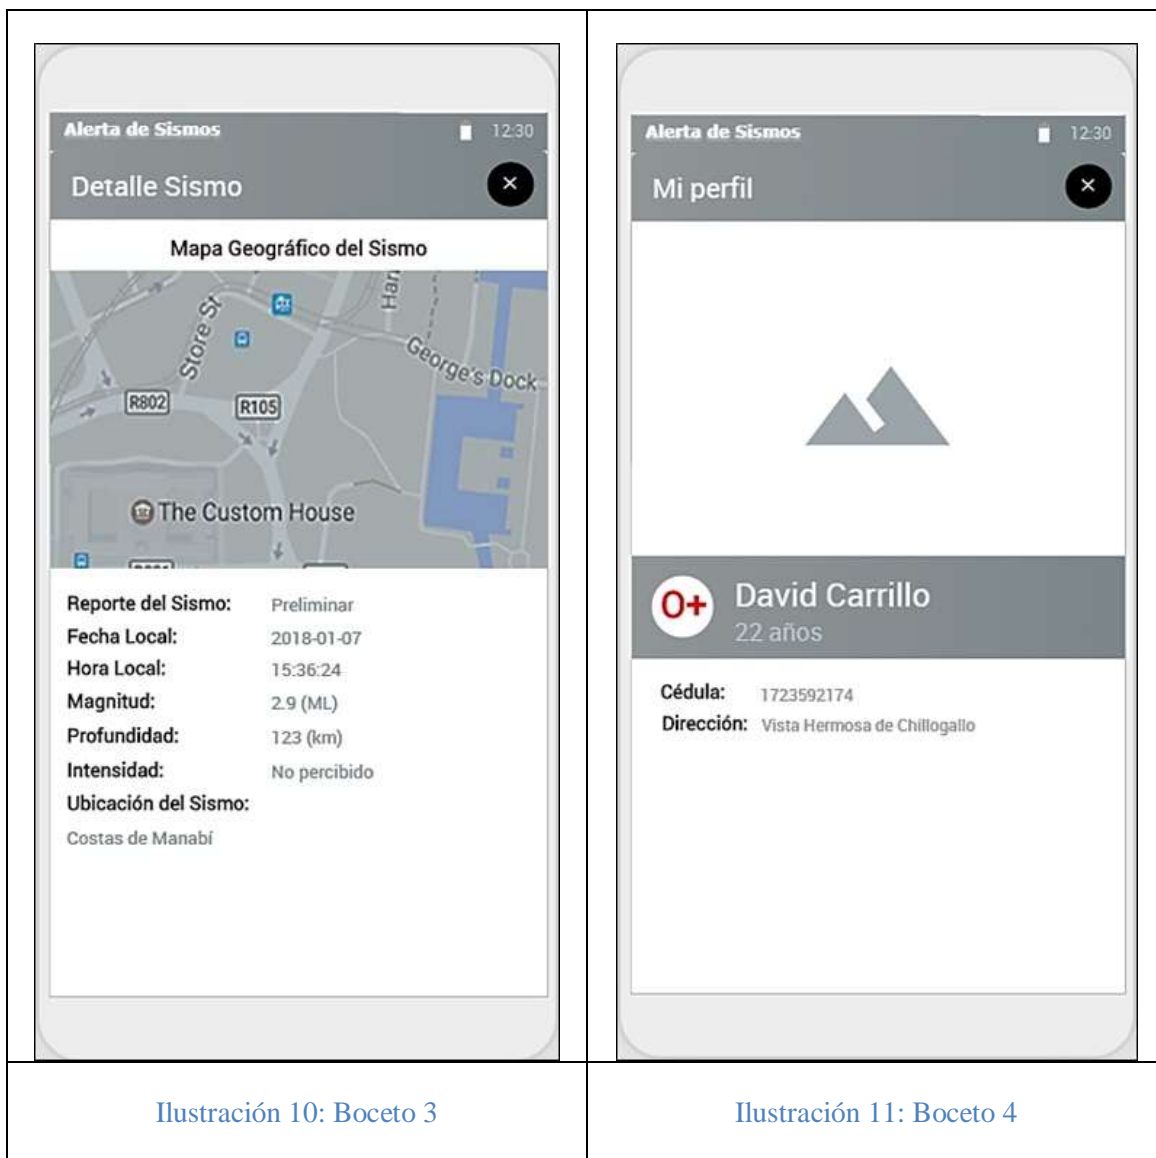 Alerta de Sismos 12:30
Detalle Sismo
Mapa Geográfico del Sismo
Store St
Har
George's Dock
R802
R105
The Custom House
Reporte del Sismo: Preliminar
Fecha Local: 2018-01-07
Hora Local: 15:36:24
Magnitud: 2.9 (ML)
Profundidad: 123 (km)
Intensidad: No percibido
Ubicación del Sismo:
Costas de Manabí
Ilustración 10: Boceto 3
Alerta de Sismos 12:30
Mi perfil
O+ David Carrillo
22 años
Cédula: 1723592174
Dirección: Vista Hermosa de Chillogallo
Ilustración 11: Boceto 4